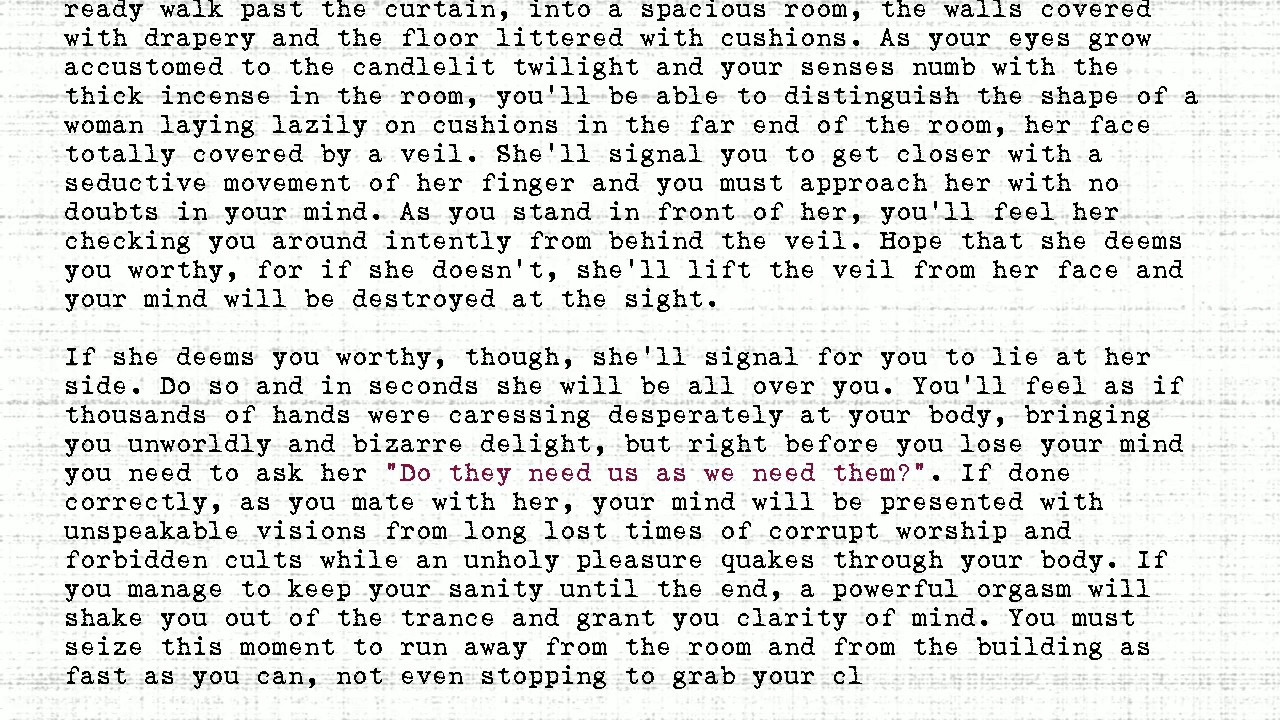 ready walk past the curtain, into a spacious room, the walls covered
with drapery and the floor littered with cushions. As your eyes grow
accustomed to the candlelit twilight and your senses numb with the
thick incense in the room, you'll be able to distinguish the shape of a
woman laying lazily on cushions in the far end of the room, her face
totally covered by a veil. She'll signal you to get closer with a
seductive movement of her finger and you must approach her with no
doubts in your mind. As you stand in front of her, you'll feel her
checking you around intently from behind the veil. Hope that she deems
you worthy, for if she doesn't, she'll lift the veil from her face and
your mind will be destroyed at the sight.

If she deems you worthy, though, she'll signal for you to lie at her
side. Do so and in seconds she will be all over you. You'll feel as if
thousands of hands were caressing desperately at your body, bringing
you unworldly and bizarre delight, but right before you lose your mind
you need to ask her "Do they need us as we need them?". If done
correctly, as you mate with her, your mind will be presented with
unspeakable visions from long lost times of corrupt worship and
forbidden cults while an unholy pleasure quakes through your body. If
you manage to keep your sanity until the end, a powerful orgasm will
shake you out of the trance and grant you clarity of mind. You must
seize this moment to run away from the room and from the building as
fast as you can, not even stopping to grab your cl